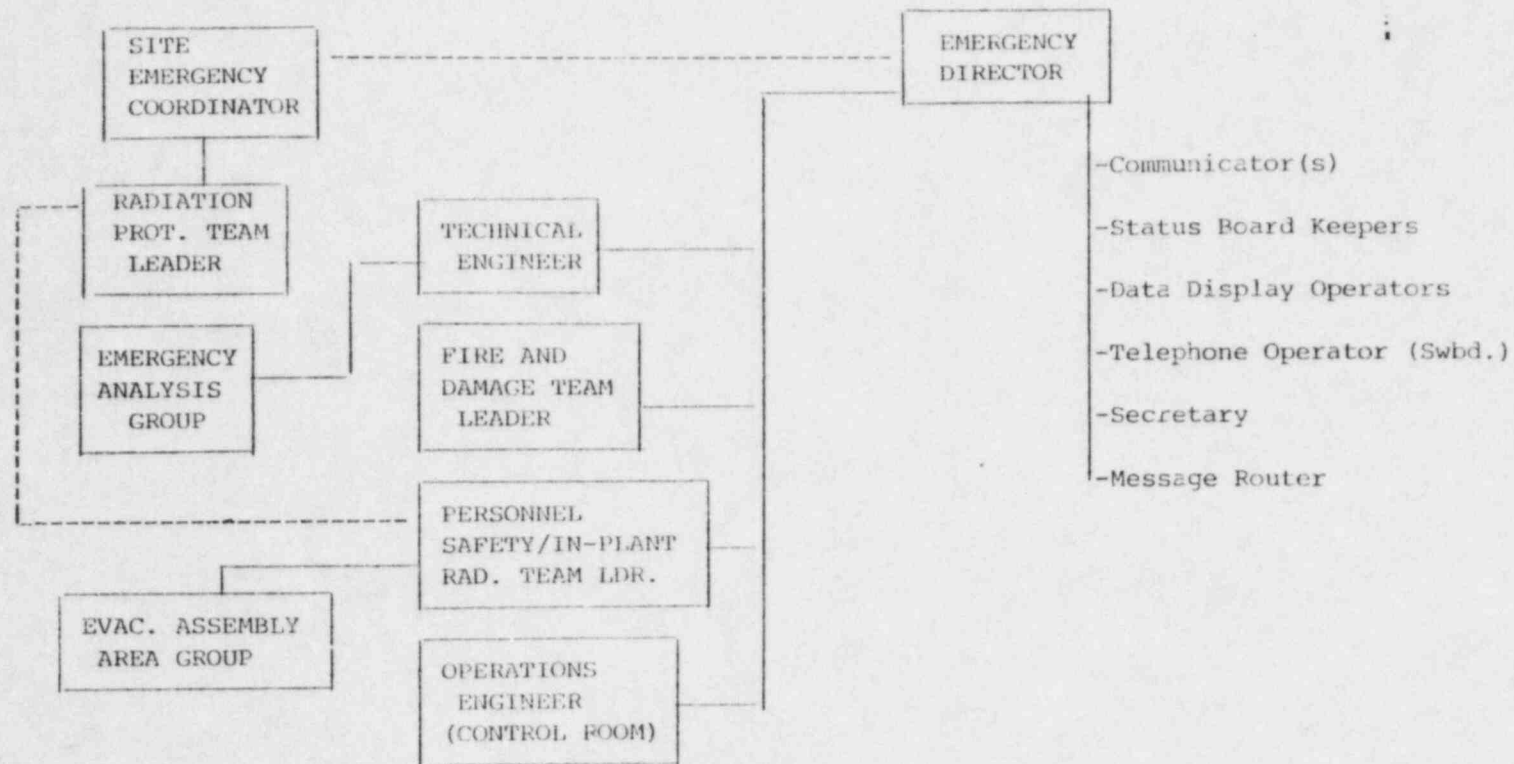 SITE
EMERGENCY
COORDINATOR
EMERGENCY
DIRECTOR
RADIATION
PROT. TEAM
LEADER
TECHNICAL
ENGINEER
EMERGENCY
ANALYSIS
GROUP
FIRE AND
DAMAGE TEAM
LEADER
PERSONNEL
SAFETY/IN-PLANT
RAD. TEAM LDR.
EVAC. ASSEMBLY
AREA GROUP
OPERATIONS
ENGINEER
(CONTROL ROOM)
-Communicator(s)
-Status Board Keepers
-Data Display Operators
-Telephone Operator (Swbd.)
-Secretary
-Message Router